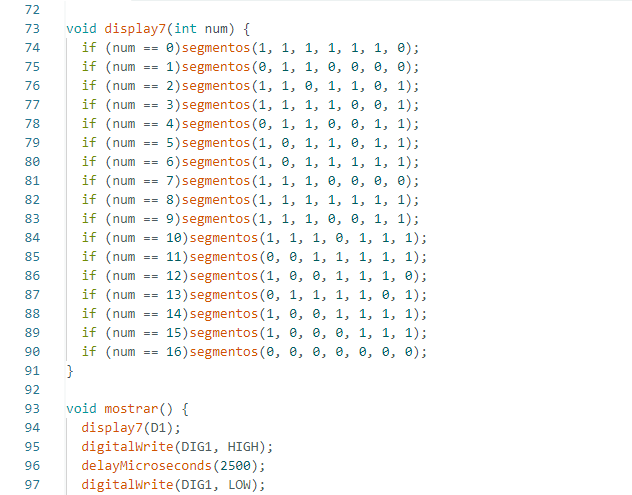 72
73 void display7(int num) {
74 if (num == 0)segmentos(1, 1, 1, 1, 1, 1, 0);
75 if (num == 1)segmentos(0, 1, 1, 0, 0, 0, 0);
76 if (num == 2)segmentos(1, 1, 0, 1, 1, 0, 1);
77 if (num == 3)segmentos(1, 1, 1, 1, 0, 0, 1);
78 if (num == 4)segmentos(0, 1, 1, 0, 0, 1, 1);
79 if (num == 5)segmentos(1, 0, 1, 1, 0, 1, 1);
80 if (num == 6)segmentos(1, 0, 1, 1, 1, 1, 1);
81 if (num == 7)segmentos(1, 1, 1, 0, 0, 0, 0);
82 if (num == 8)segmentos(1, 1, 1, 1, 1, 1, 1);
83 if (num == 9)segmentos(1, 1, 1, 0, 0, 1, 1);
84 if (num == 10)segmentos(1, 1, 1, 0, 1, 1, 1);
85 if (num == 11)segmentos(0, 0, 1, 1, 1, 1, 1);
86 if (num == 12)segmentos(1, 0, 0, 1, 1, 1, 0);
87 if (num == 13)segmentos(0, 1, 1, 1, 1, 0, 1);
88 if (num == 14)segmentos(1, 0, 0, 1, 1, 1, 1);
89 if (num == 15)segmentos(1, 0, 0, 0, 1, 1, 1);
90 if (num == 16)segmentos(0, 0, 0, 0, 0, 0, 0);
91 }
92
93 void mostrar() {
94 display7(D1);
95 digitalWrite(DIG1, HIGH);
96 delayMicroseconds(2500);
97 digitalWrite(DIG1, LOW);